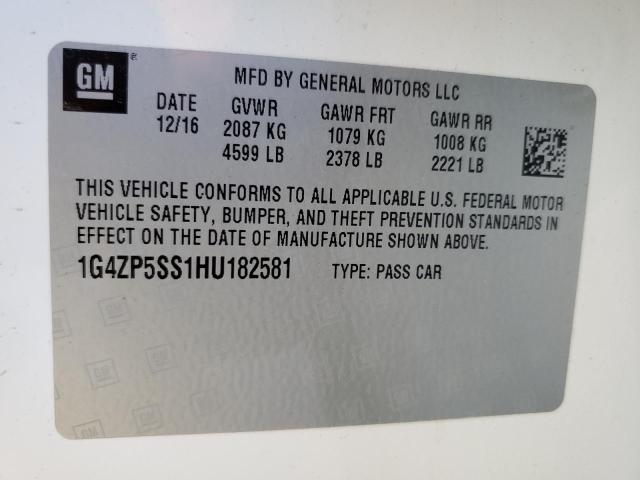 GM
MFD BY GENERAL MOTORS LLC
DATE GVWR GAWR FRT GAWR RR
12/16 2087 KG 1079 KG 1008 KG
4599 LB 2378 LB 2221 LB
THIS VEHICLE CONFORMS TO ALL APPLICABLE U.S. FEDERAL MOTOR
VEHICLE SAFETY, BUMPER, AND THEFT PREVENTION STANDARDS IN
EFFECT ON THE DATE OF MANUFACTURE SHOWN ABOVE.
1G4ZP5SS1HU182581 TYPE: PASS CAR